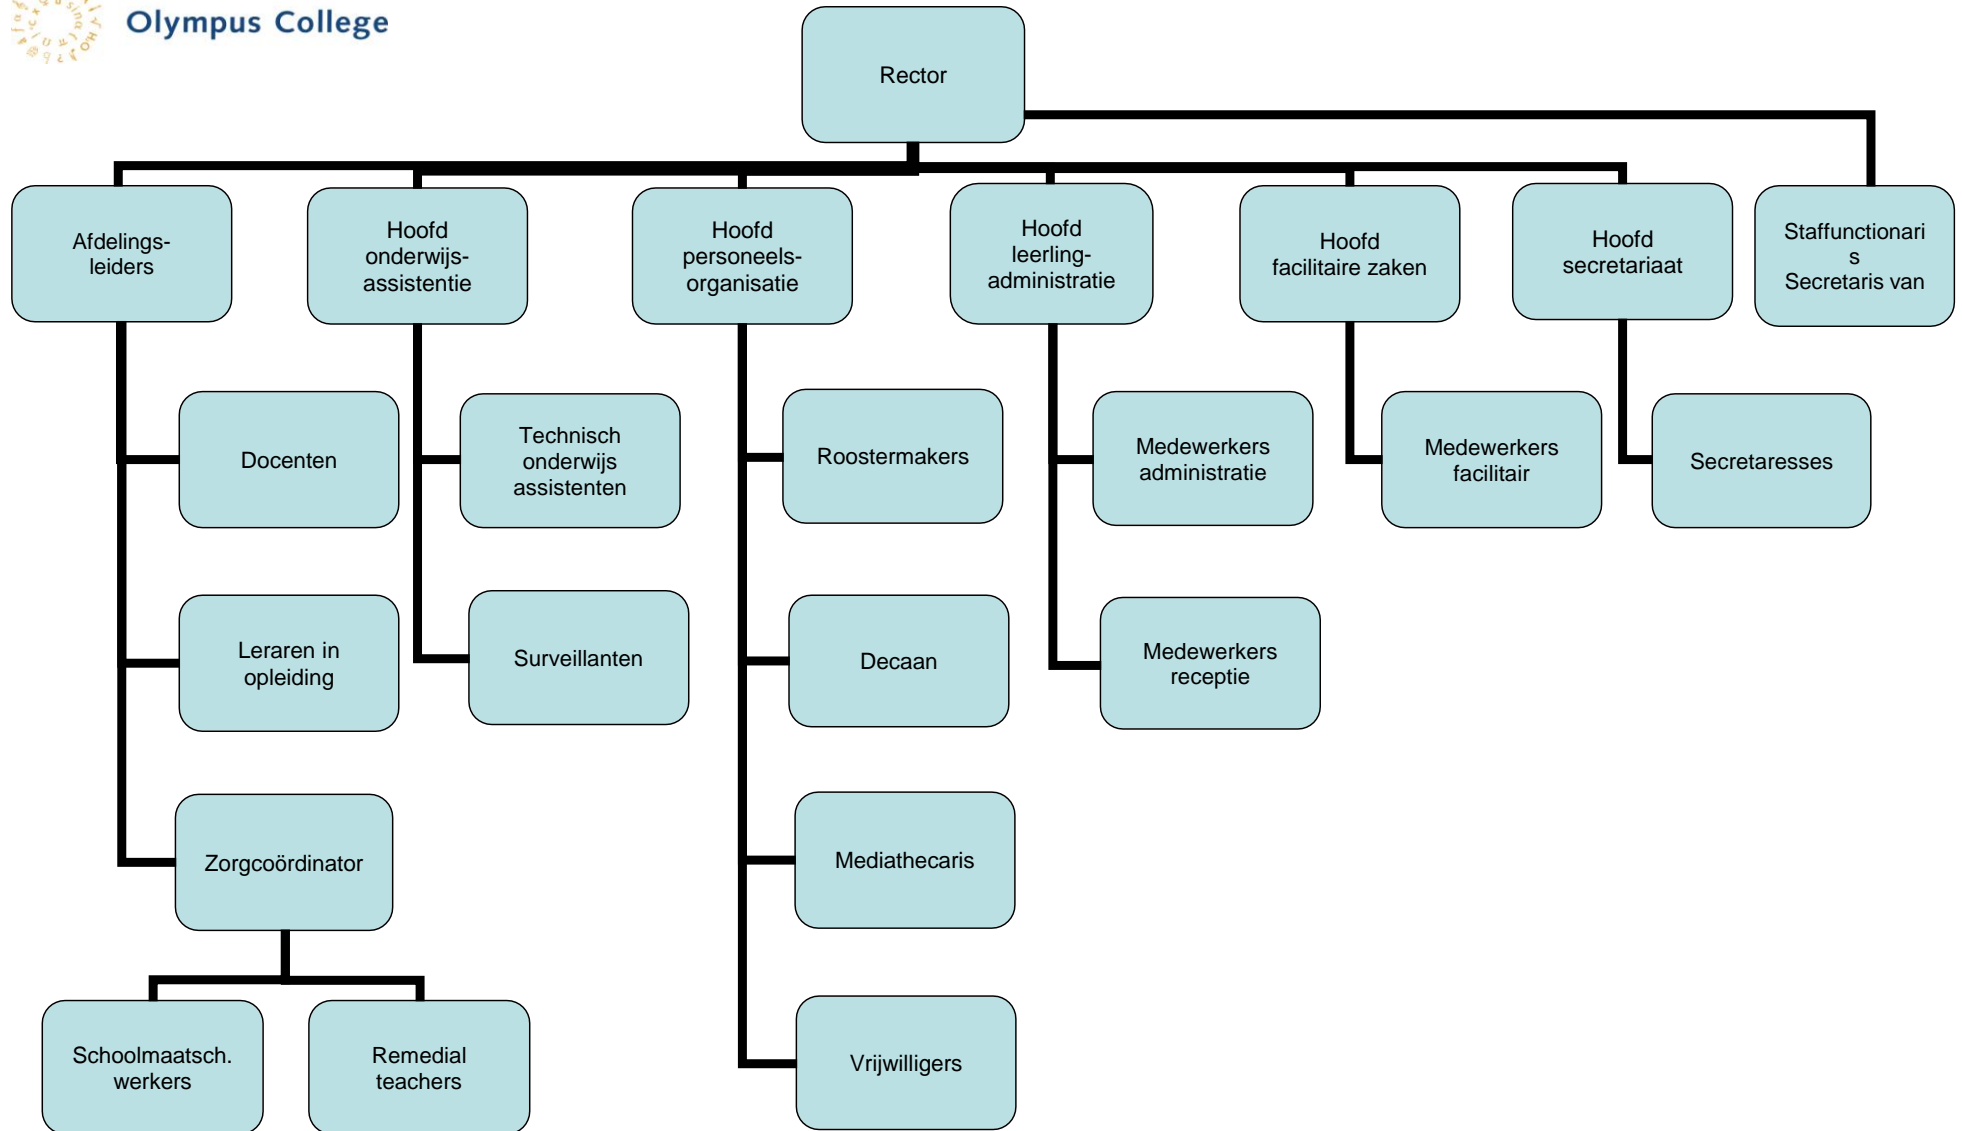 Olympus College
Rector
Afdelings-
leiders
Hoofd
onderwijs-
assistentie
Hoofd
personeels-
organisatie
Hoofd
leerling-
administratie
Hoofd
facilitaire zaken
Hoofd
secretariaat
Staffunctionari
s
Secretaris van
Docenten
Technisch
onderwijs
assistenten
Roostermakers
Medewerkers
administratie
Medewerkers
facilitair
Secretaresses
Leraren in
opleiding
Surveillanten
Decaan
Medewerkers
receptie
Zorgcoördinator
Mediathecaris
Schoolmaatsch.
werkers
Remedial
teachers
Vrijwilligers